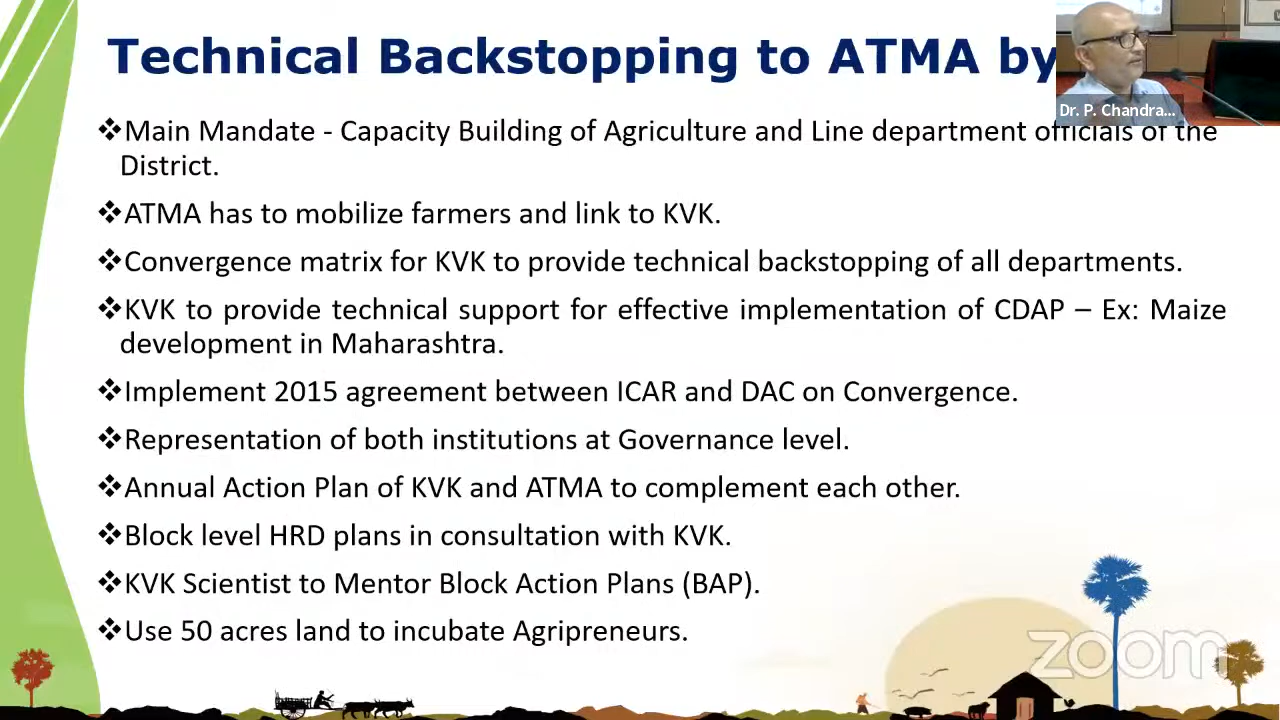 Technical Backstopping to ATMA by
Dr. P. Chandra...
❖Main Mandate - Capacity Building of Agriculture and Line department officials of the
District.
❖ATMA has to mobilize farmers and link to KVK.
❖Convergence matrix for KVK to provide technical backstopping of all departments.
❖KVK to provide technical support for effective implementation of CDAP – Ex: Maize
development in Maharashtra.
❖Implement 2015 agreement between ICAR and DAC on Convergence.
❖Representation of both institutions at Governance level.
❖Annual Action Plan of KVK and ATMA to complement each other.
❖Block level HRD plans in consultation with KVK.
❖KVK Scientist to Mentor Block Action Plans (BAP).
❖Use 50 acres land to incubate Agripreneurs.
zoom